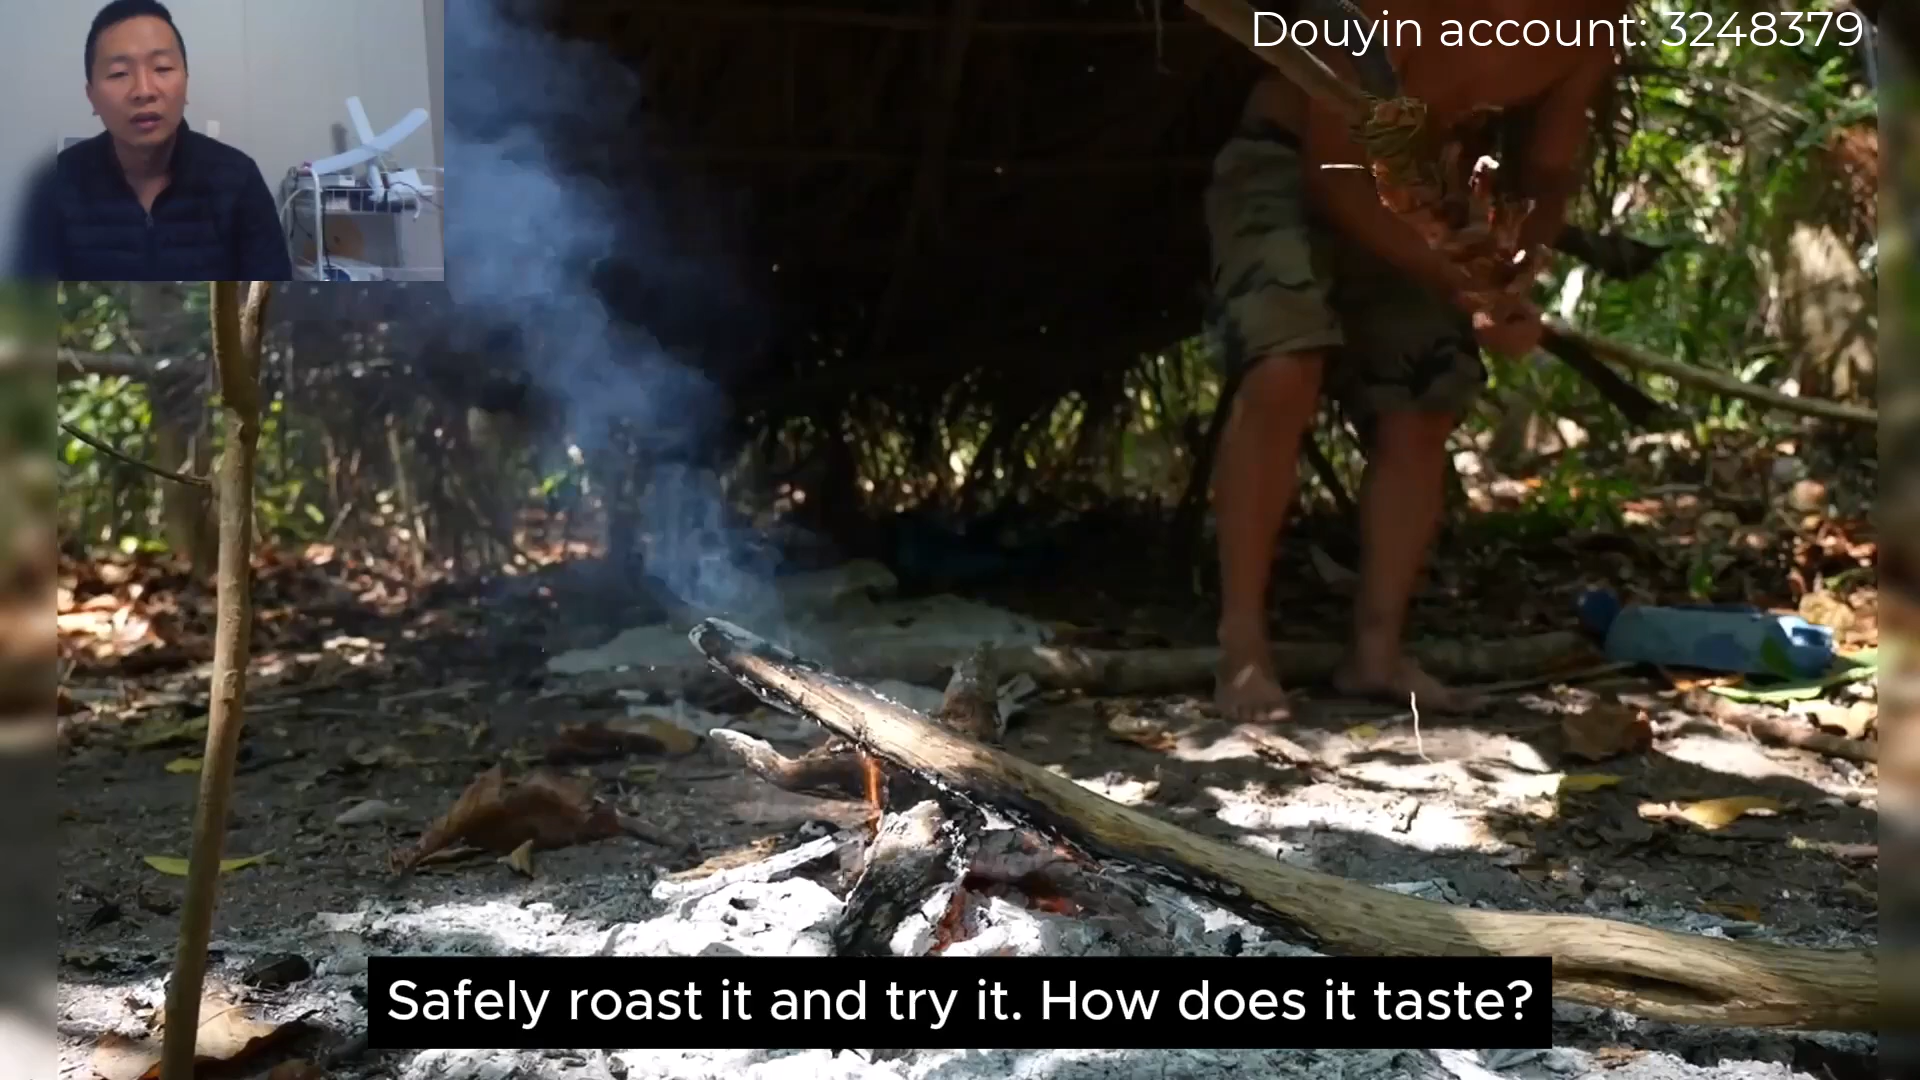 Douyin account: 3248379
Safely roast it and try it. How does it taste?